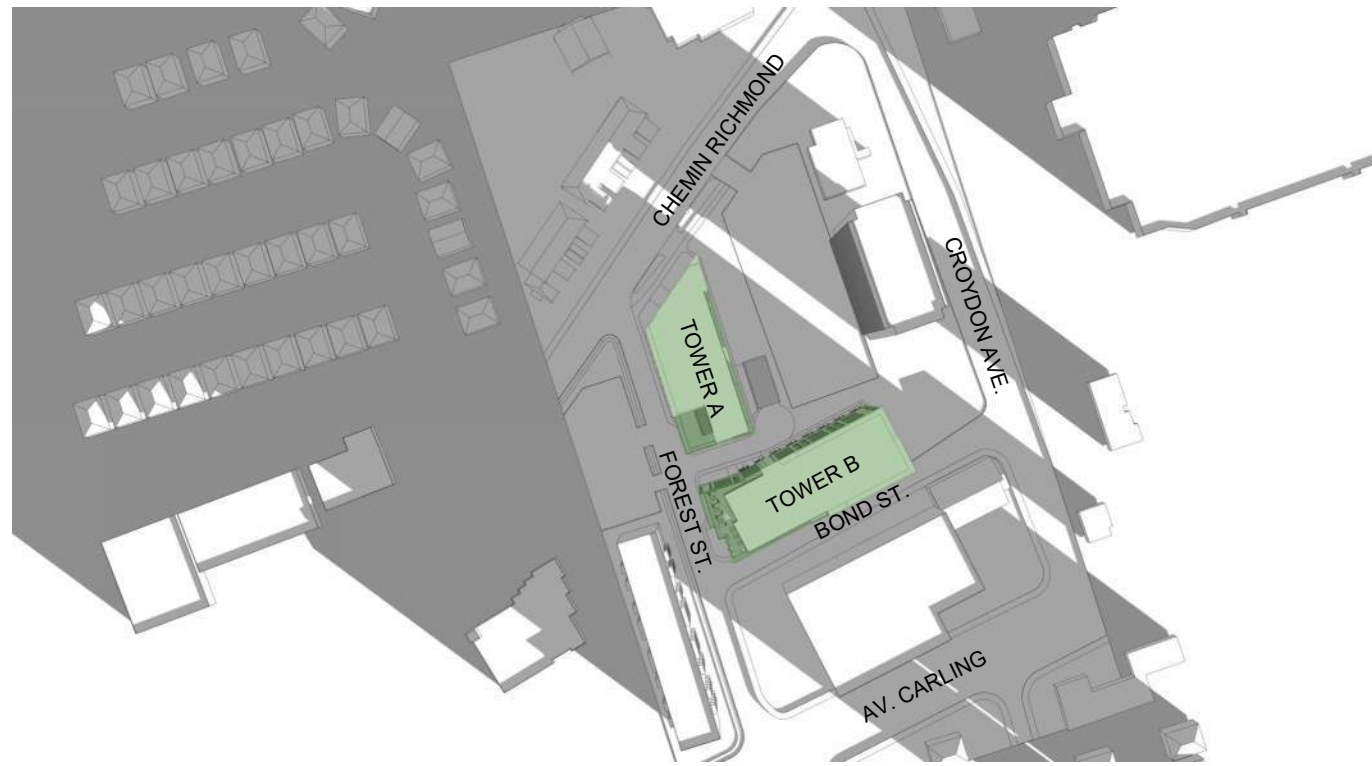 CHEMIN RICHMOND
CROYDON AVE.
TOWER A
TOWER B
FOREST ST.
BOND ST.
AV. CARLING